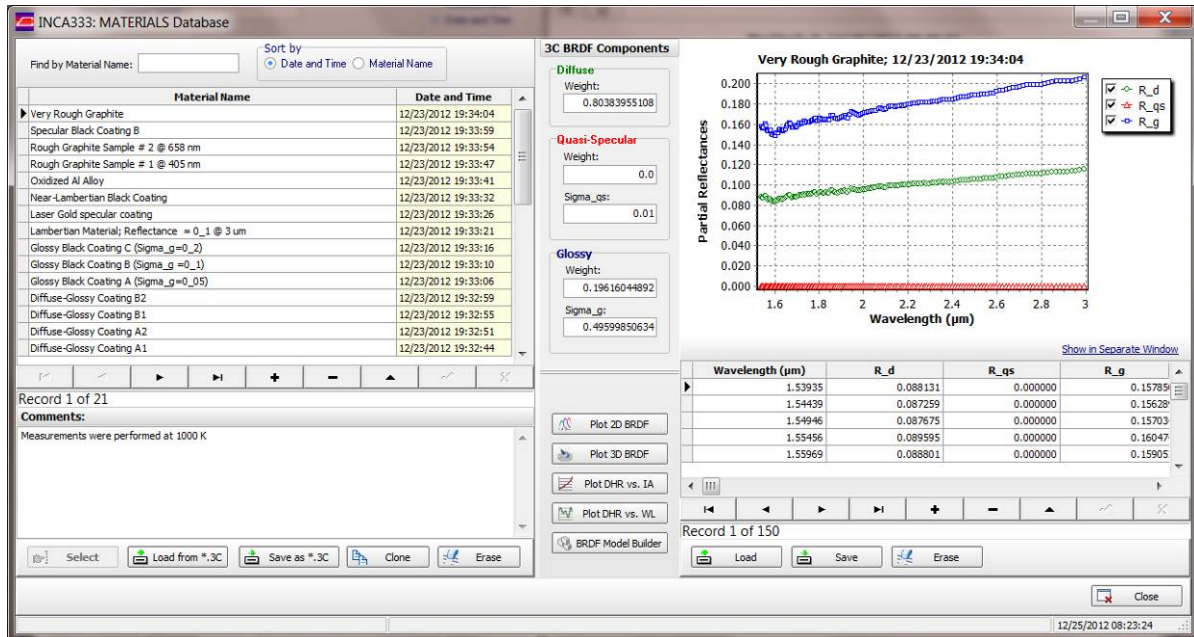 INCA333: MATERIALS Database
Find by Material Name:
Sort by
Date and Time
Material Name
Material Name Date and Time
Very Rough Graphite 12/23/2012 19:34:04
Specular Black Coating B 12/23/2012 19:33:59
Rough Graphite Sample # 2 @ 658 nm 12/23/2012 19:33:54
Rough Graphite Sample # 1 @ 405 nm 12/23/2012 19:33:47
Oxidized Al Alloy 12/23/2012 19:33:41
Near-Lambertian Black Coating 12/23/2012 19:33:32
Laser Gold specular coating 12/23/2012 19:33:26
Lambertian Material; Reflectance = 0_1 @ 3 um 12/23/2012 19:33:21
Glossy Black Coating C (Sigma_g=0_2) 12/23/2012 19:33:16
Glossy Black Coating B (Sigma_g =0_1) 12/23/2012 19:33:10
Glossy Black Coating A (Sigma_g=0_05) 12/23/2012 19:33:06
Diffuse-Glossy Coating B2 12/23/2012 19:32:59
Diffuse-Glossy Coating B1 12/23/2012 19:32:55
Diffuse-Glossy Coating A2 12/23/2012 19:32:51
Diffuse-Glossy Coating A1 12/23/2012 19:32:44
Record 1 of 21
Comments:
Measurements were performed at 1000 K
Select Load from *.3C Save as *.3C Clone Erase
3C BRDF Components
Diffuse
Weight:
0.80383955108
Quasi-Specular
Weight:
0.0
Sigma_qs:
0.01
Glossy
Weight:
0.19616044892
Sigma_g:
0.49599850634
Plot 2D BRDF
Plot 3D BRDF
Plot DHR vs. IA
Plot DHR vs. WL
BRDF Model Builder
Very Rough Graphite; 12/23/2012 19:34:04
Partial Reflectances
0.200
0.180
0.160
0.140
0.120
0.100
0.080
0.060
0.040
0.020
0.000
1.6 1.8 2 2.2 2.4 2.6 2.8 3
Wavelength (µm)
R_d
R_qs
R_g
Show in Separate Window
Wavelength (µm) R_d R_qs R_g
1.53935 0.088131 0.000000 0.15785
1.54439 0.087259 0.000000 0.15628
1.54946 0.087675 0.000000 0.15703
1.55456 0.089595 0.000000 0.16047
1.55969 0.088801 0.000000 0.15905
Record 1 of 150
Load Save Erase
Close
12/25/2012 08:23:24